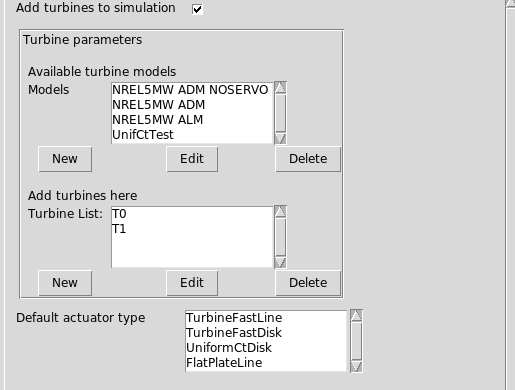 Add turbines to simulation
Turbine parameters
Available turbine models
Models
NREL5MW ADM NOSERVO
NREL5MW ADM
NREL5MW ALM
UnifCtTest
New Edit Delete
Add turbines here
Turbine List:
T0
T1
New Edit Delete
Default actuator type
TurbineFastLine
TurbineFastDisk
UniformCtDisk
FlatPlateLine